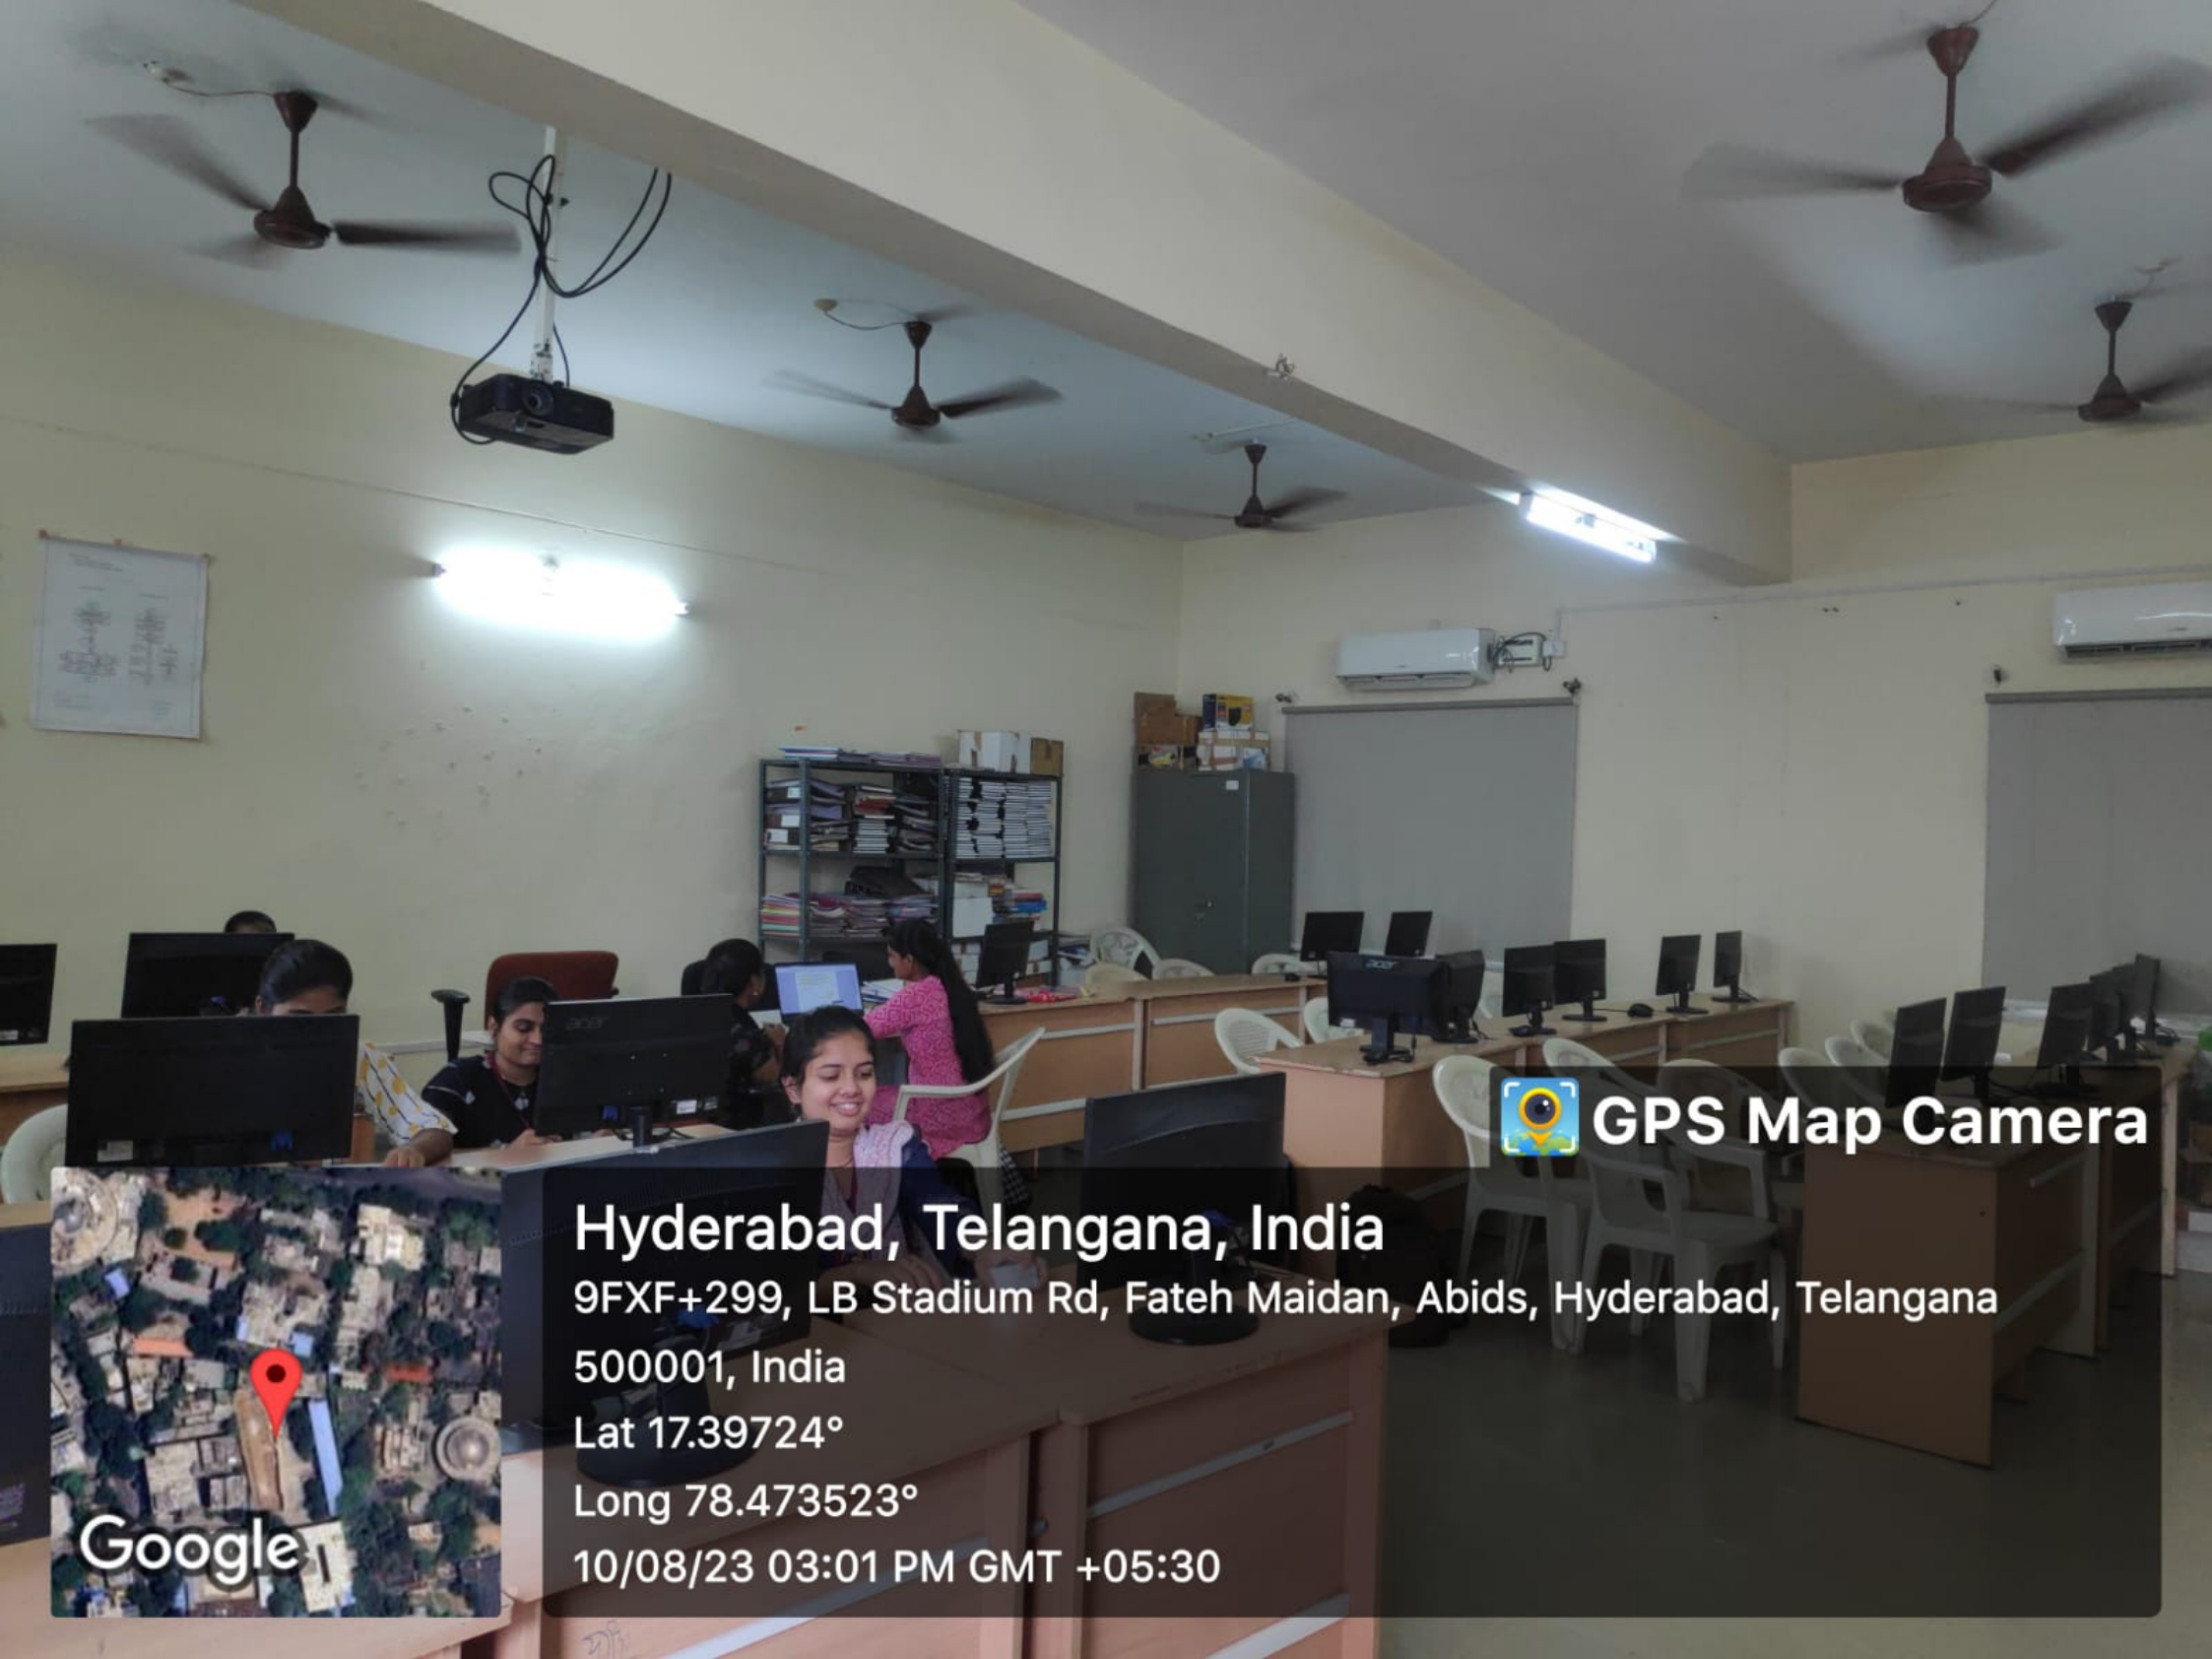 acer
acer
GPS Map Camera
Hyderabad, Telangana, India
9FXF+299, LB Stadium Rd, Fateh Maidan, Abids, Hyderabad, Telangana
500001, India
Lat 17.39724°
Long 78.473523°
10/08/23 03:01 PM GMT +05:30
Google